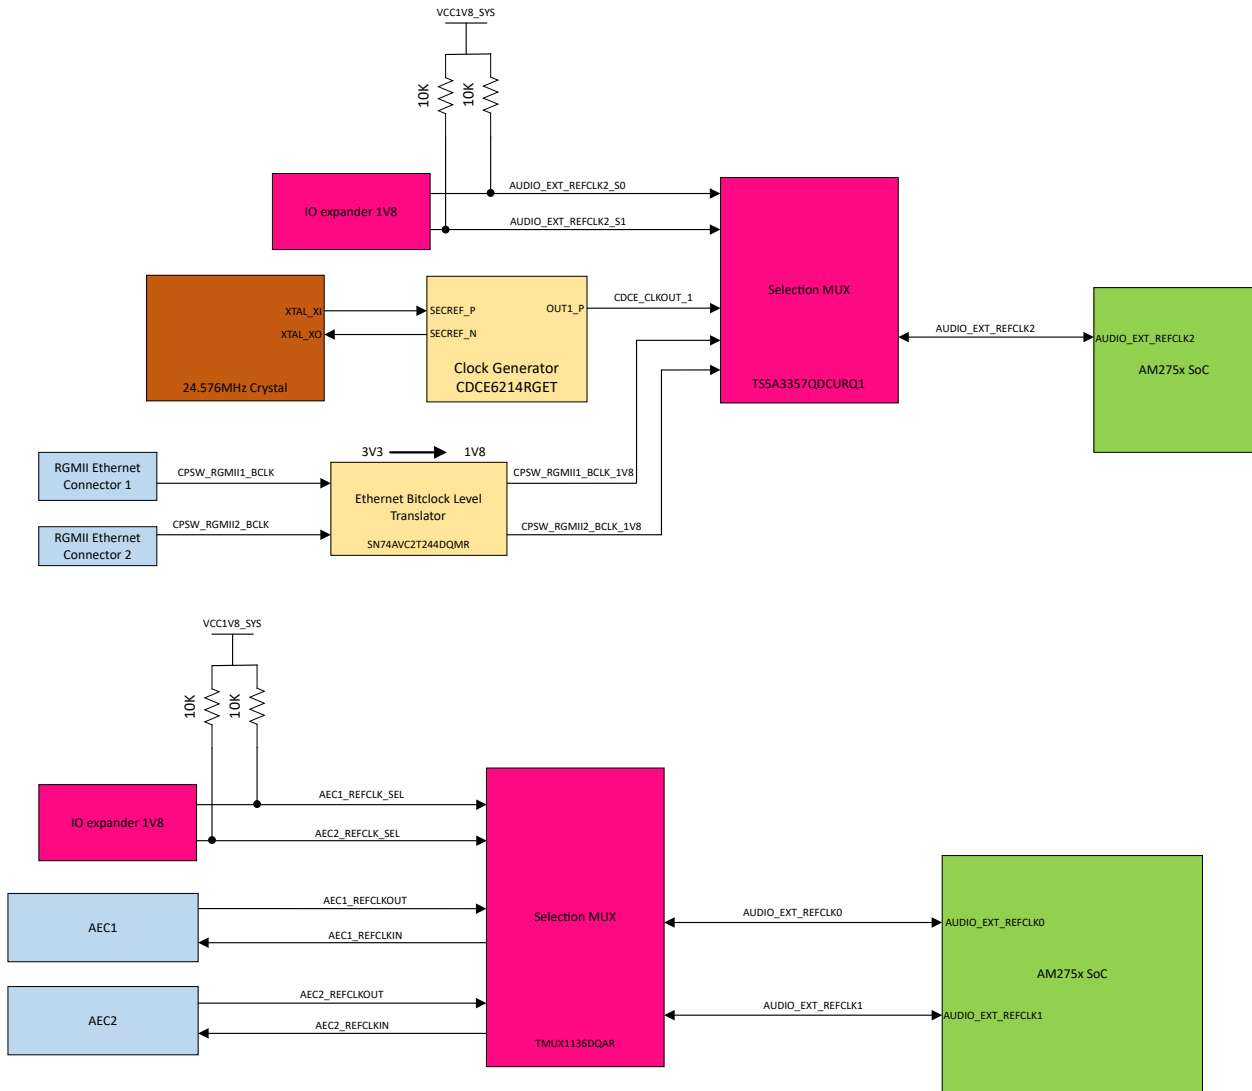 VCC1V8_SYS
10K
10K
IO expander 1V8
AUDIO_EXT_REFCLK2_S0
AUDIO_EXT_REFCLK2_S1
XTAL_XI
XTAL_XO
24.576MHz Crystal
SECREF_P
SECREF_N
OUT1_P
Clock Generator
CDCE6214RGET
CDCE_CLKOUT_1
Selection MUX
TS5A3357QDCURQ1
AUDIO_EXT_REFCLK2
AUDIO_EXT_REFCLK2
AM275x SoC
RGMII Ethernet
Connector 1
CPSW_RGMII1_BCLK
RGMII Ethernet
Connector 2
CPSW_RGMII2_BCLK
3V3
1V8
Ethernet Bitclock Level
Translator
SN74AVC2T244DQMR
CPSW_RGMII1_BCLK_1V8
CPSW_RGMII2_BCLK_1V8
VCC1V8_SYS
10K
10K
IO expander 1V8
AEC1_REFCLK_SEL
AEC2_REFCLK_SEL
AEC1
AEC1_REFCLKOUT
AEC1_REFCLKIN
AEC2
AEC2_REFCLKOUT
AEC2_REFCLKIN
Selection MUX
TMUX1136DQAR
AUDIO_EXT_REFCLK0
AUDIO_EXT_REFCLK1
AUDIO_EXT_REFCLK0
AM275x SoC
AUDIO_EXT_REFCLK1